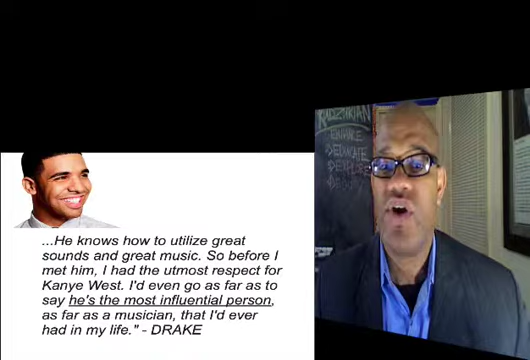 ...He knows how to utilize great
sounds and great music. So before I
met him, I had the utmost respect for
Kanye West. I'd even go as far as to
say he's the most influential person,
as far as a musician, that I'd ever
had in my life." - DRAKE
ENHANCE